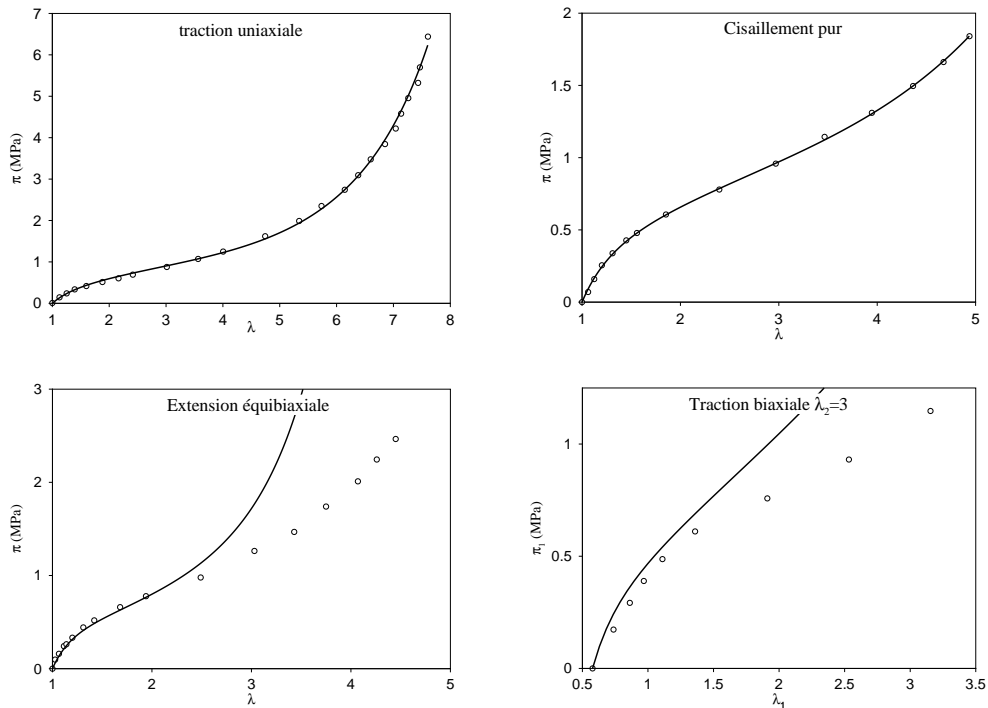 traction uniaxiale
7
6
5
4
3
2
1
0
π (MPa)
1 2 3 4 5 6 7 8
λ
Cisaillement pur
2
1.5
1
0.5
0
π (MPa)
1 2 3 4 5
λ
Extension équibiaxiale
3
2
1
0
π (MPa)
1 2 3 4 5
λ
Traction biaxiale λ₂=3
1
0.5
0
π₁ (MPa)
0.5 1 1.5 2 2.5 3 3.5
λ₁